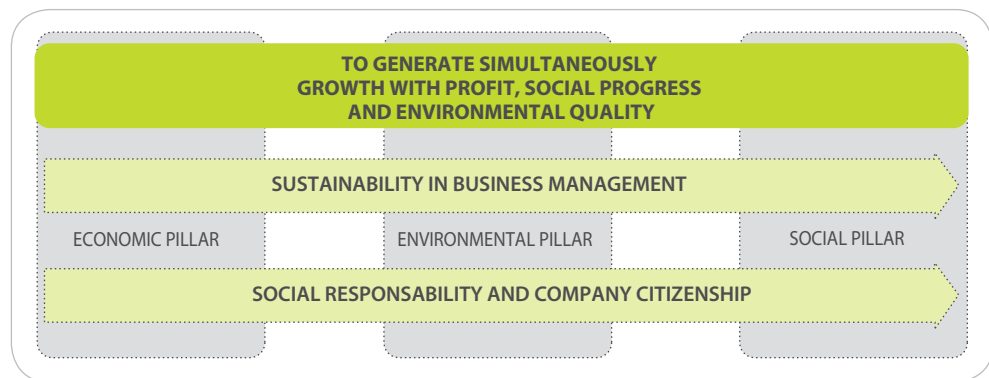 TO GENERATE SIMULTANEOUSLY
GROWTH WITH PROFIT, SOCIAL PROGRESS
AND ENVIRONMENTAL QUALITY
SUSTAINABILITY IN BUSINESS MANAGEMENT
ECONOMIC PILLAR
ENVIRONMENTAL PILLAR
SOCIAL PILLAR
SOCIAL RESPONSABILITY AND COMPANY CITIZENSHIP